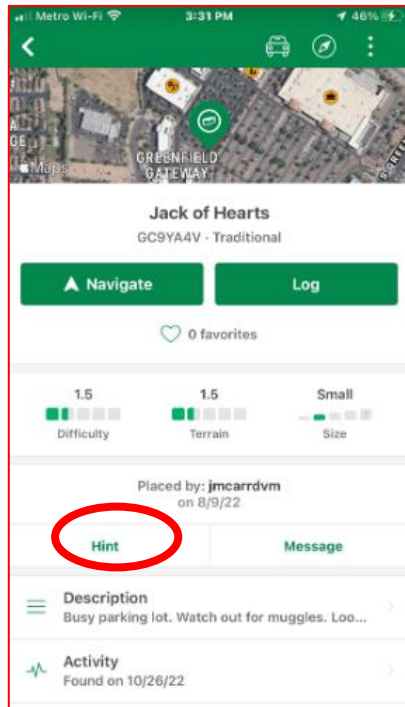 Metro Wi-Fi 3:31 PM 46%
GREENFIELD
GATEWAY
Maps
Jack of Hearts
GC9YA4V · Traditional
Navigate Log
0 favorites
1.5 1.5 Small
Difficulty Terrain Size
Placed by: jmcarrdvm
on 8/9/22
Hint Message
Description
Busy parking lot. Watch out for muggles. Loo...
Activity
Found on 10/26/22